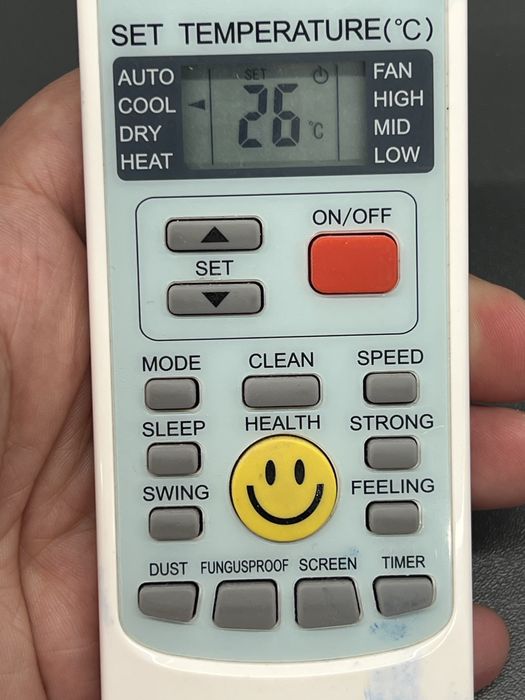 SET TEMPERATURE(°C)
AUTO
COOL
DRY
HEAT
SET
26 °C
FAN
HIGH
MID
LOW
ON/OFF
SET
MODE CLEAN SPEED
SLEEP HEALTH STRONG
SWING FEELING
DUST FUNGUSPROOF SCREEN TIMER